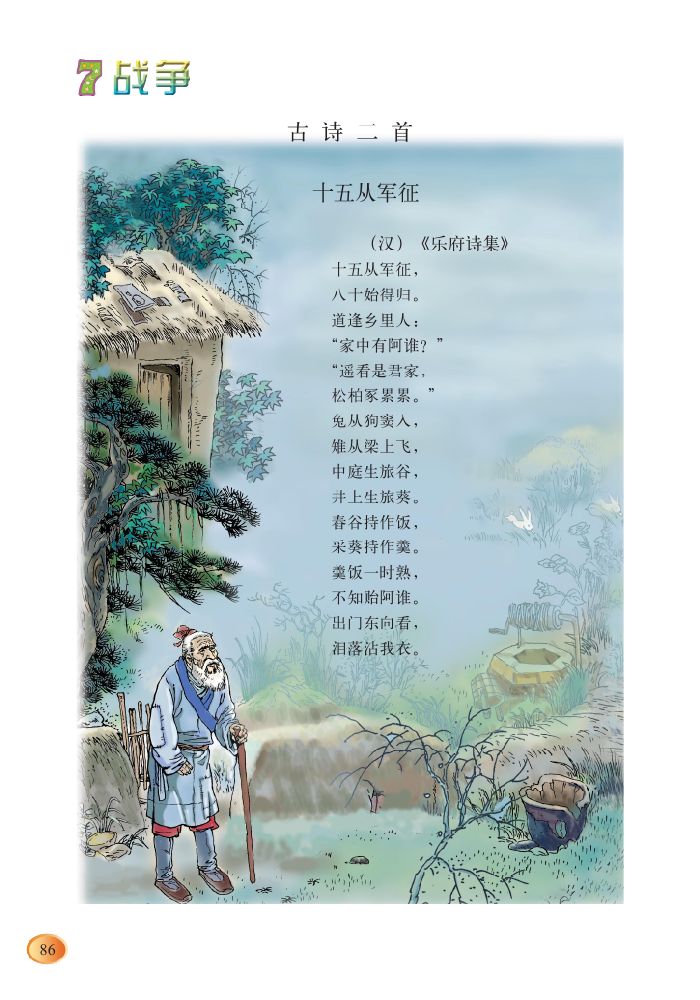 7 战争
古诗二首
十五从军征
（汉）《乐府诗集》
十五从军征，
八十始得归。
道逢乡里人：
“家中有阿谁？”
“遥看是君家，
松柏冢累累。”
兔从狗窦入，
雉从梁上飞，
中庭生旅谷，
井上生旅葵。
舂谷持作饭，
采葵持作羹。
羹饭一时熟，
不知贻阿谁。
出门东向看，
泪落沾我衣。
86